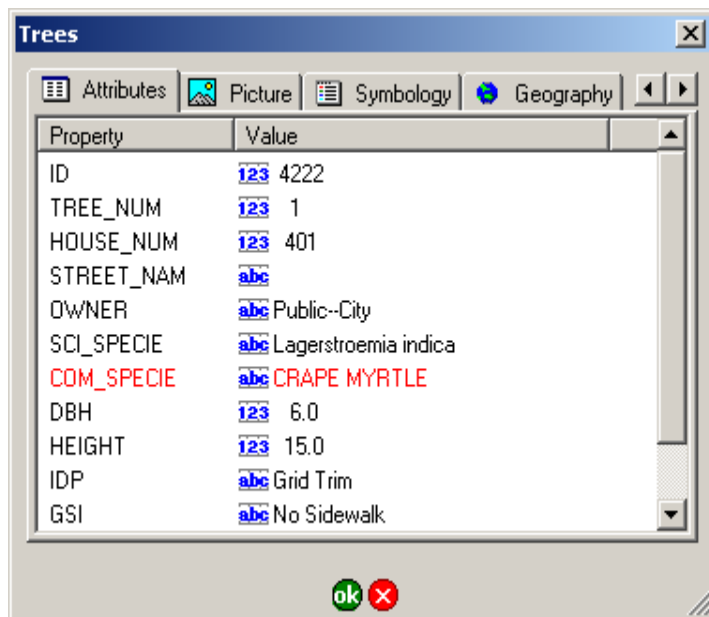 Trees
Attributes Picture Symbology Geography
Property Value
ID 123 4222
TREE_NUM 123 1
HOUSE_NUM 123 401
STREET_NAM abc
OWNER abc Public--City
SCI_SPECIE abc Lagerstroemia indica
COM_SPECIE abc CRAPE MYRTLE
DBH 123 6.0
HEIGHT 123 15.0
IDP abc Grid Trim
GSI abc No Sidewalk
ok